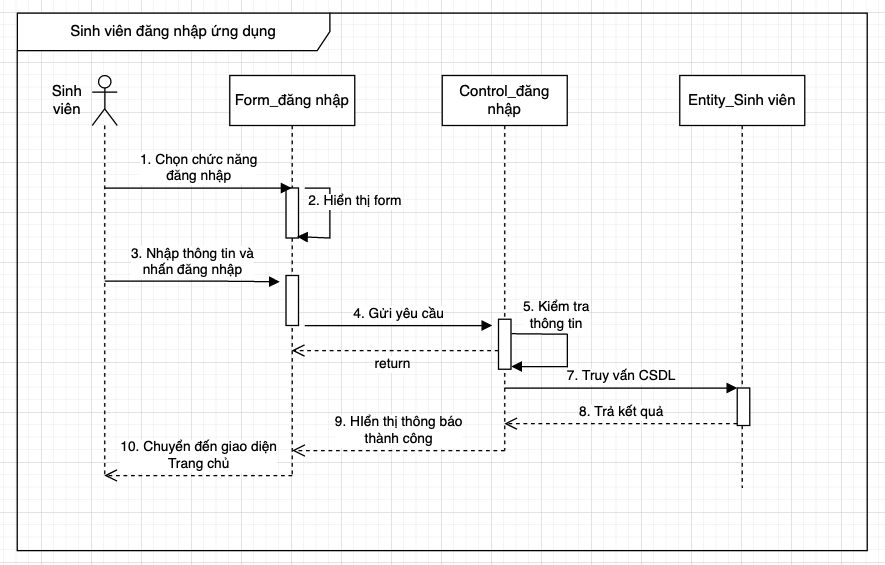 Sinh viên đăng nhập ứng dụng
Sinh
viên
Form_đăng nhập
Control_đăng
nhập
Entity_Sinh viên
1. Chọn chức năng
đăng nhập
2. Hiển thị form
3. Nhập thông tin và
nhấn đăng nhập
4. Gửi yêu cầu
5. Kiểm tra
thông tin
return
7. Truy vấn CSDL
8. Trả kết quả
9. HIển thị thông báo
thành công
10. Chuyển đến giao diện
Trang chủ